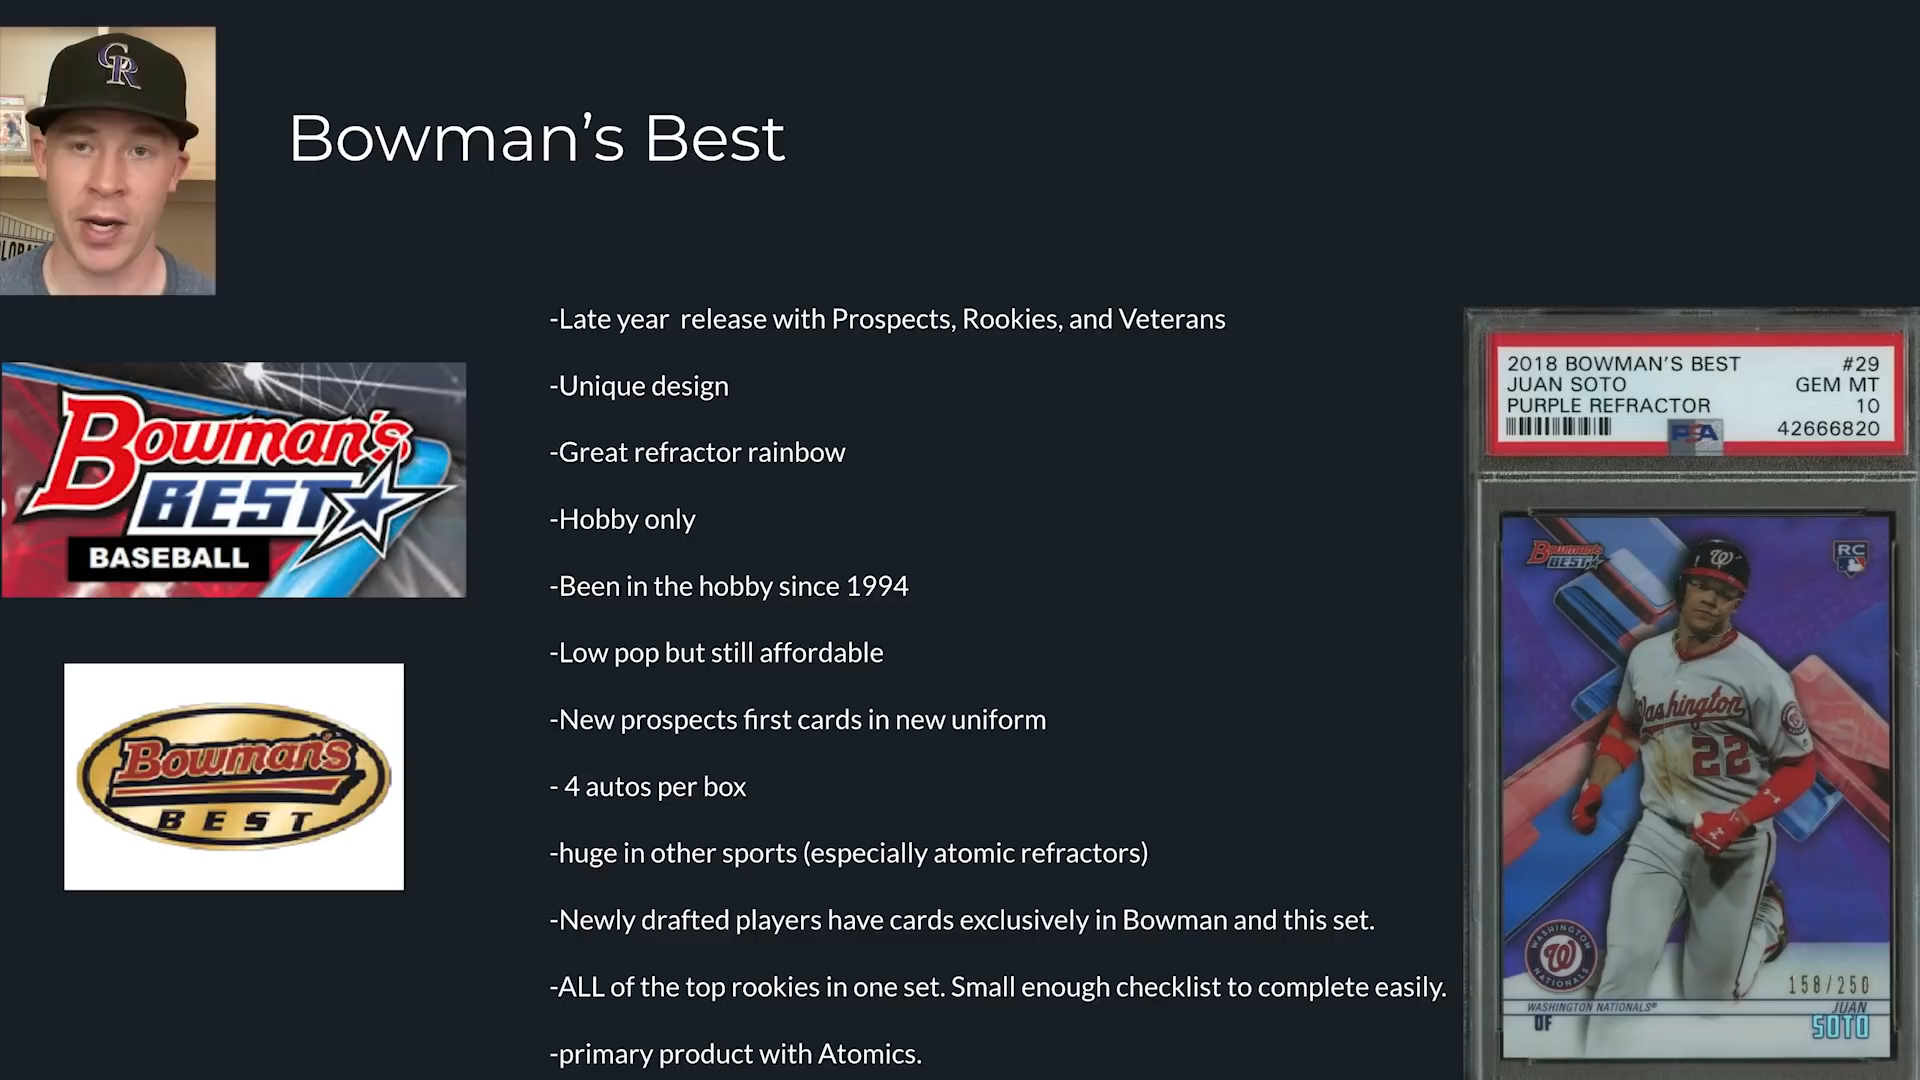 CR
Bowman's Best
-Late year release with Prospects, Rookies, and Veterans
-Unique design
-Great refractor rainbow
-Hobby only
-Been in the hobby since 1994
-Low pop but still affordable
-New prospects first cards in new uniform
- 4 autos per box
-huge in other sports (especially atomic refractors)
-Newly drafted players have cards exclusively in Bowman and this set.
-ALL of the top rookies in one set. Small enough checklist to complete easily.
-primary product with Atomics.
Bowman's
BEST
BASEBALL
Bowman's
BEST
2018 BOWMAN'S BEST #29
JUAN SOTO GEM MT
PURPLE REFRACTOR 10
PSA 42666820
Bowman's
BEST
RC
W
Washington
22
WASHINGTON
W
NATIONALS
158/250
WASHINGTON NATIONALS® JUAN
OF SOTO